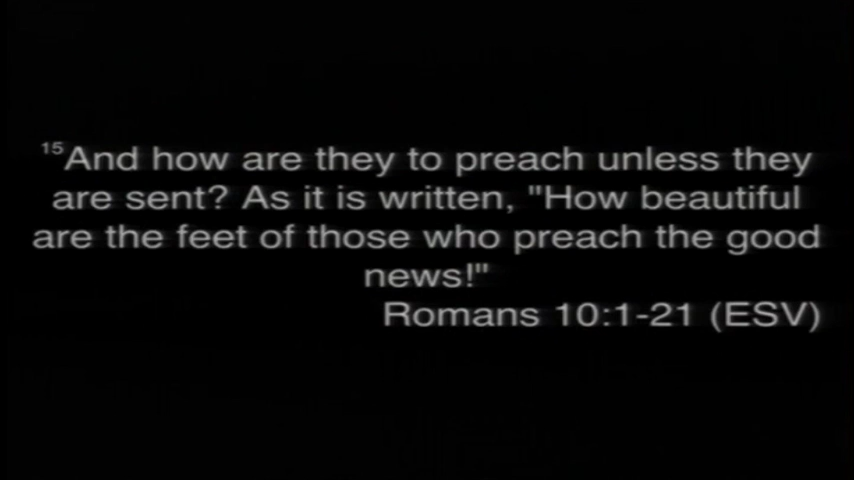 15And how are they to preach unless they
are sent? As it is written, "How beautiful
are the feet of those who preach the good
news!"
Romans 10:1-21 (ESV)